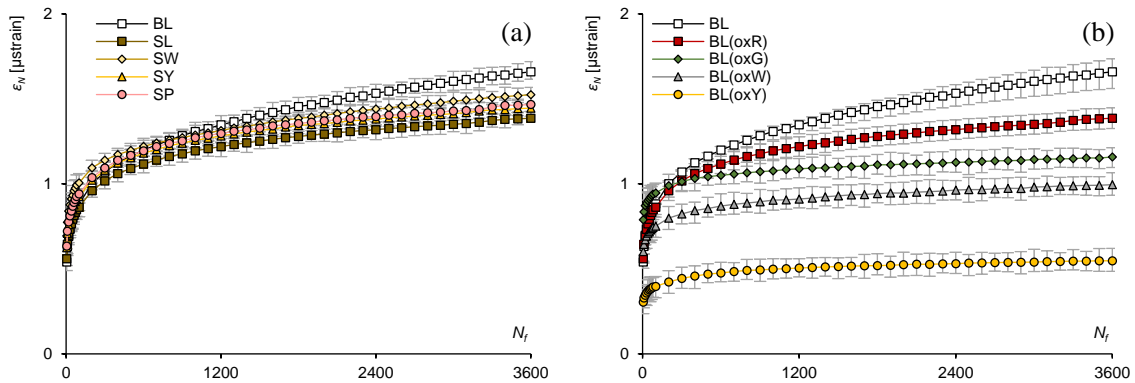 2
(a)
BL
SL
SW
SY
SP
ε_N [μstrain]
1
N_f
0
0 1200 2400 3600
2
(b)
BL
BL(oxR)
BL(oxG)
BL(oxW)
BL(oxY)
ε_N [μstrain]
1
N_f
0
0 1200 2400 3600